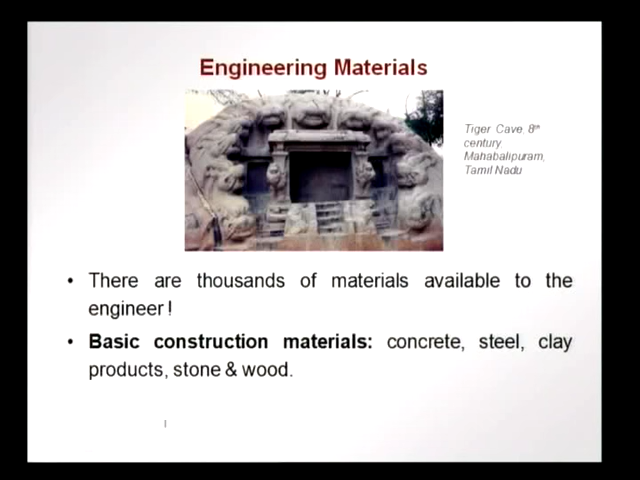 Engineering Materials
Tiger Cave. 8th
century.
Mahabalipuram,
Tamil Nadu
• There are thousands of materials available to the
engineer !
• Basic construction materials: concrete, steel, clay
products, stone & wood.